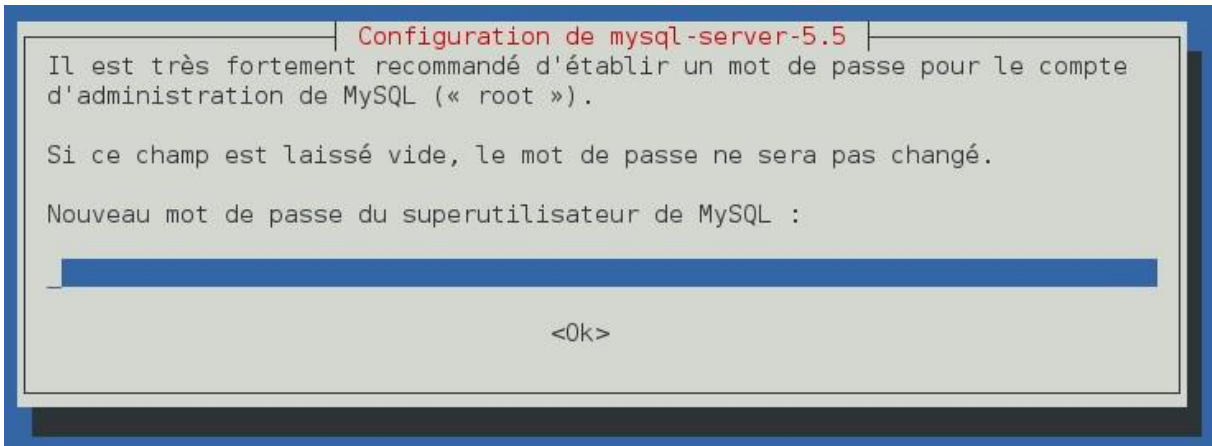 Configuration de mysql-server-5.5
Il est très fortement recommandé d'établir un mot de passe pour le compte
d'administration de MySQL (« root »).
Si ce champ est laissé vide, le mot de passe ne sera pas changé.
Nouveau mot de passe du superutilisateur de MySQL :
<Ok>